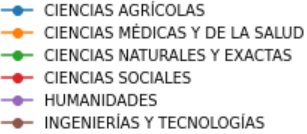 CIENCIAS AGRÍCOLAS
CIENCIAS MÉDICAS Y DE LA SALUD
CIENCIAS NATURALES Y EXACTAS
CIENCIAS SOCIALES
HUMANIDADES
INGENIERÍAS Y TECNOLOGÍAS